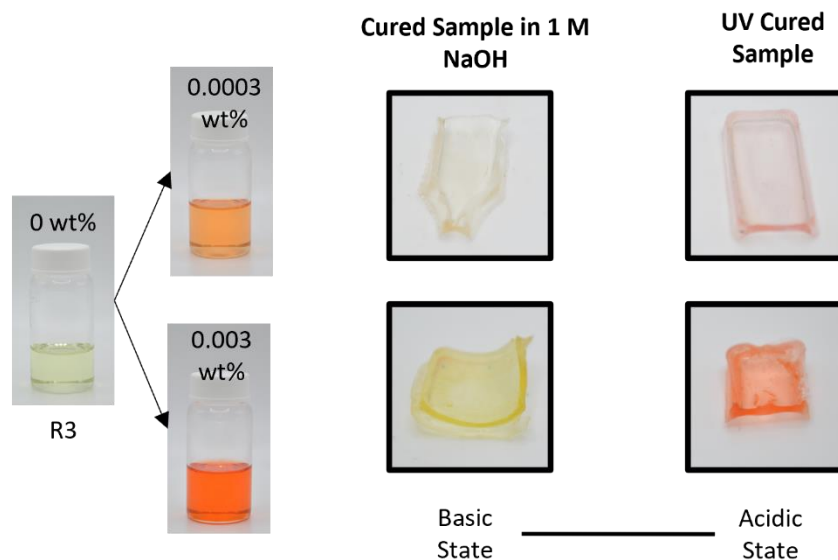 Cured Sample in 1 M
NaOH
UV Cured
Sample
0.0003
wt%
0 wt%
0.003
wt%
R3
Basic
State
Acidic
State